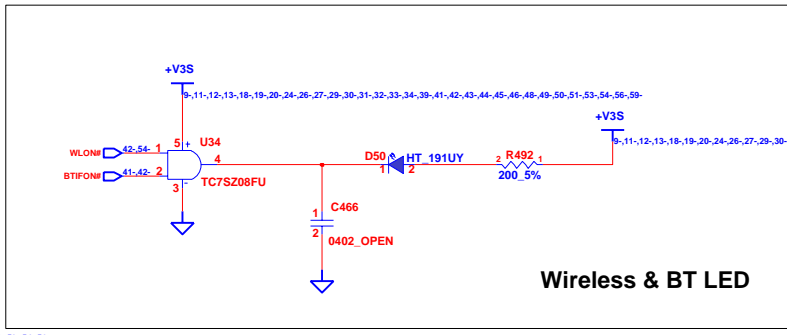 +V3S
9-,11-,12-,13-,18-,19-,20-,24-,26-,27-,29-,30-,31-,32-,33-,34-,39-,41-,42-,43-,44-,45-,46-,48-,49-,50-,51-,53-,54-,56-,59-
+V3S
9-,11-,12-,13-,18-,19-,20-,24-,26-,27-,29-,30-
5 + U34
WLON# 42-,54- 1
4
BTIFON# 41-,42- 2
3 -
TC7SZ08FU
D50 HT_191UY
1 2
2 R492 1
200_5%
C466
1
2
0402_OPEN
Wireless & BT LED